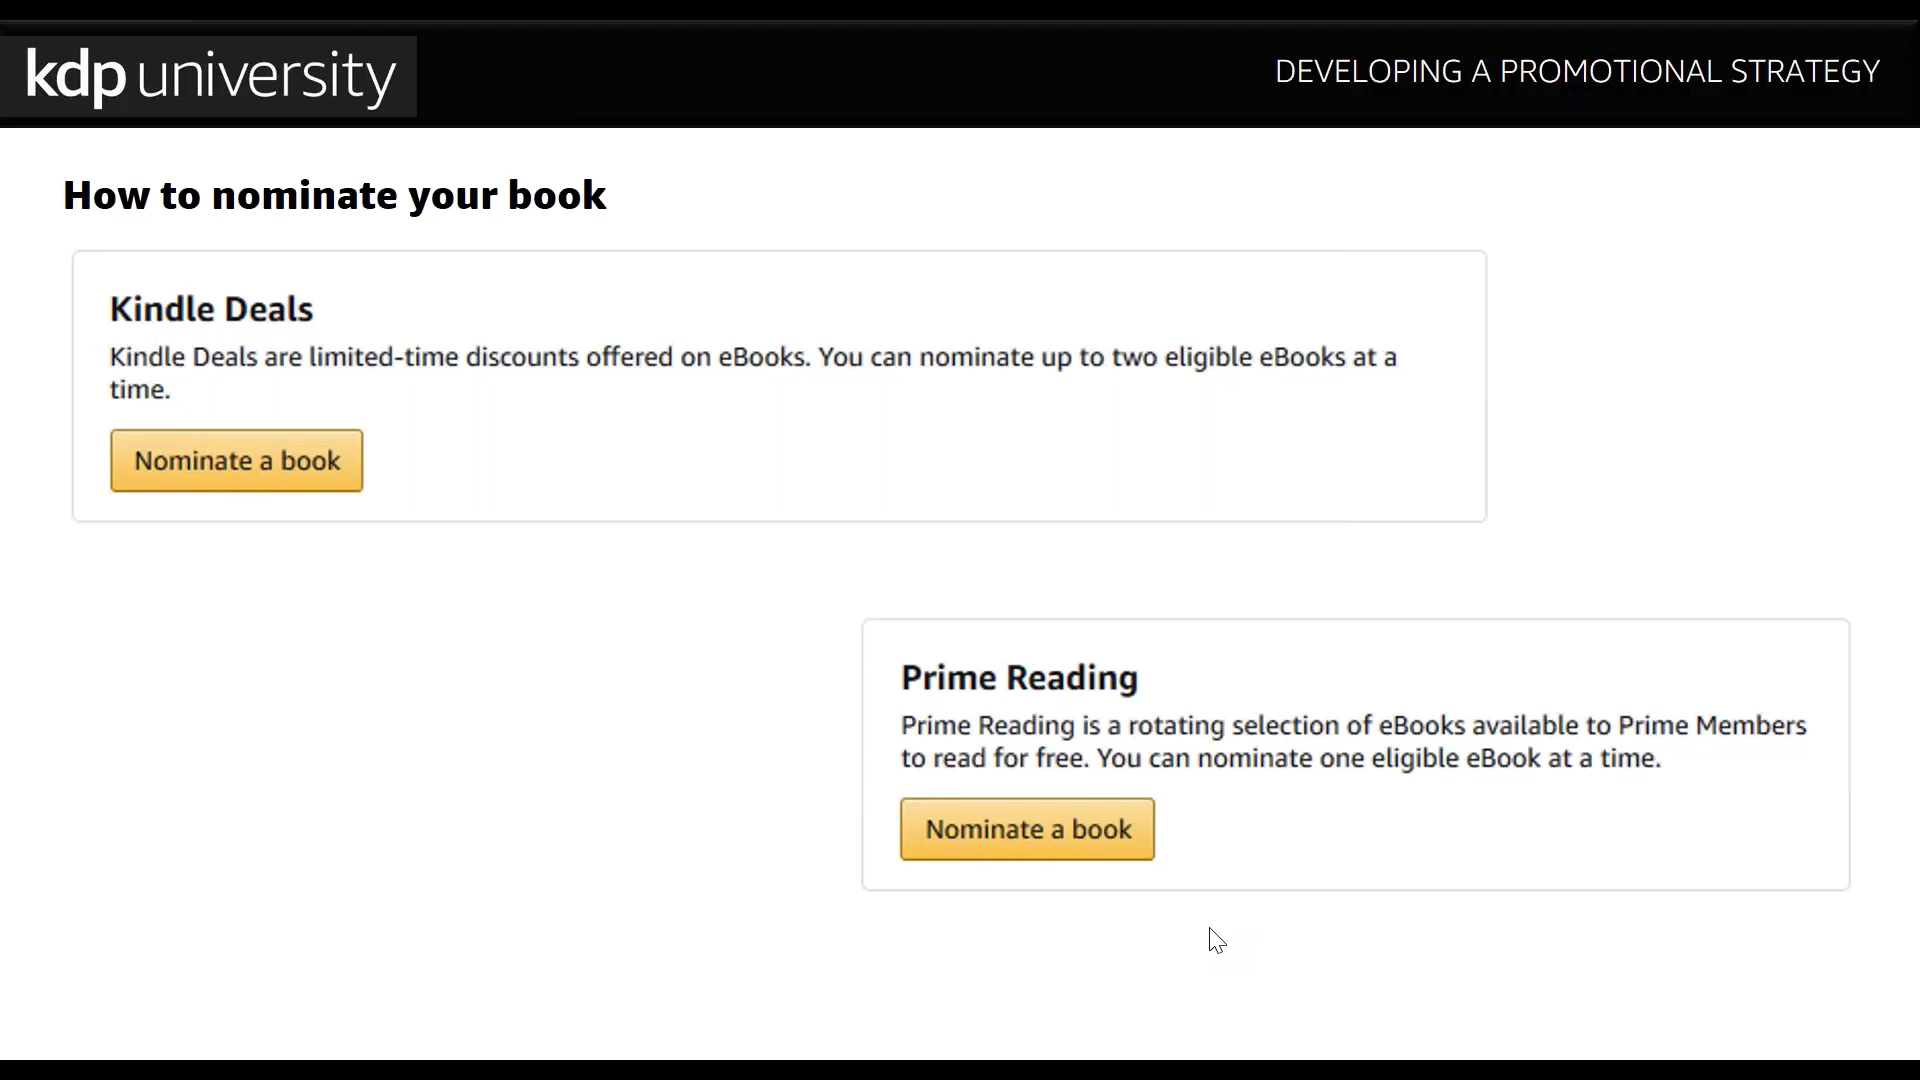 kdp university
DEVELOPING A PROMOTIONAL STRATEGY
How to nominate your book
Kindle Deals
Kindle Deals are limited-time discounts offered on eBooks. You can nominate up to two eligible eBooks at a
time.
Nominate a book
Prime Reading
Prime Reading is a rotating selection of eBooks available to Prime Members
to read for free. You can nominate one eligible eBook at a time.
Nominate a book